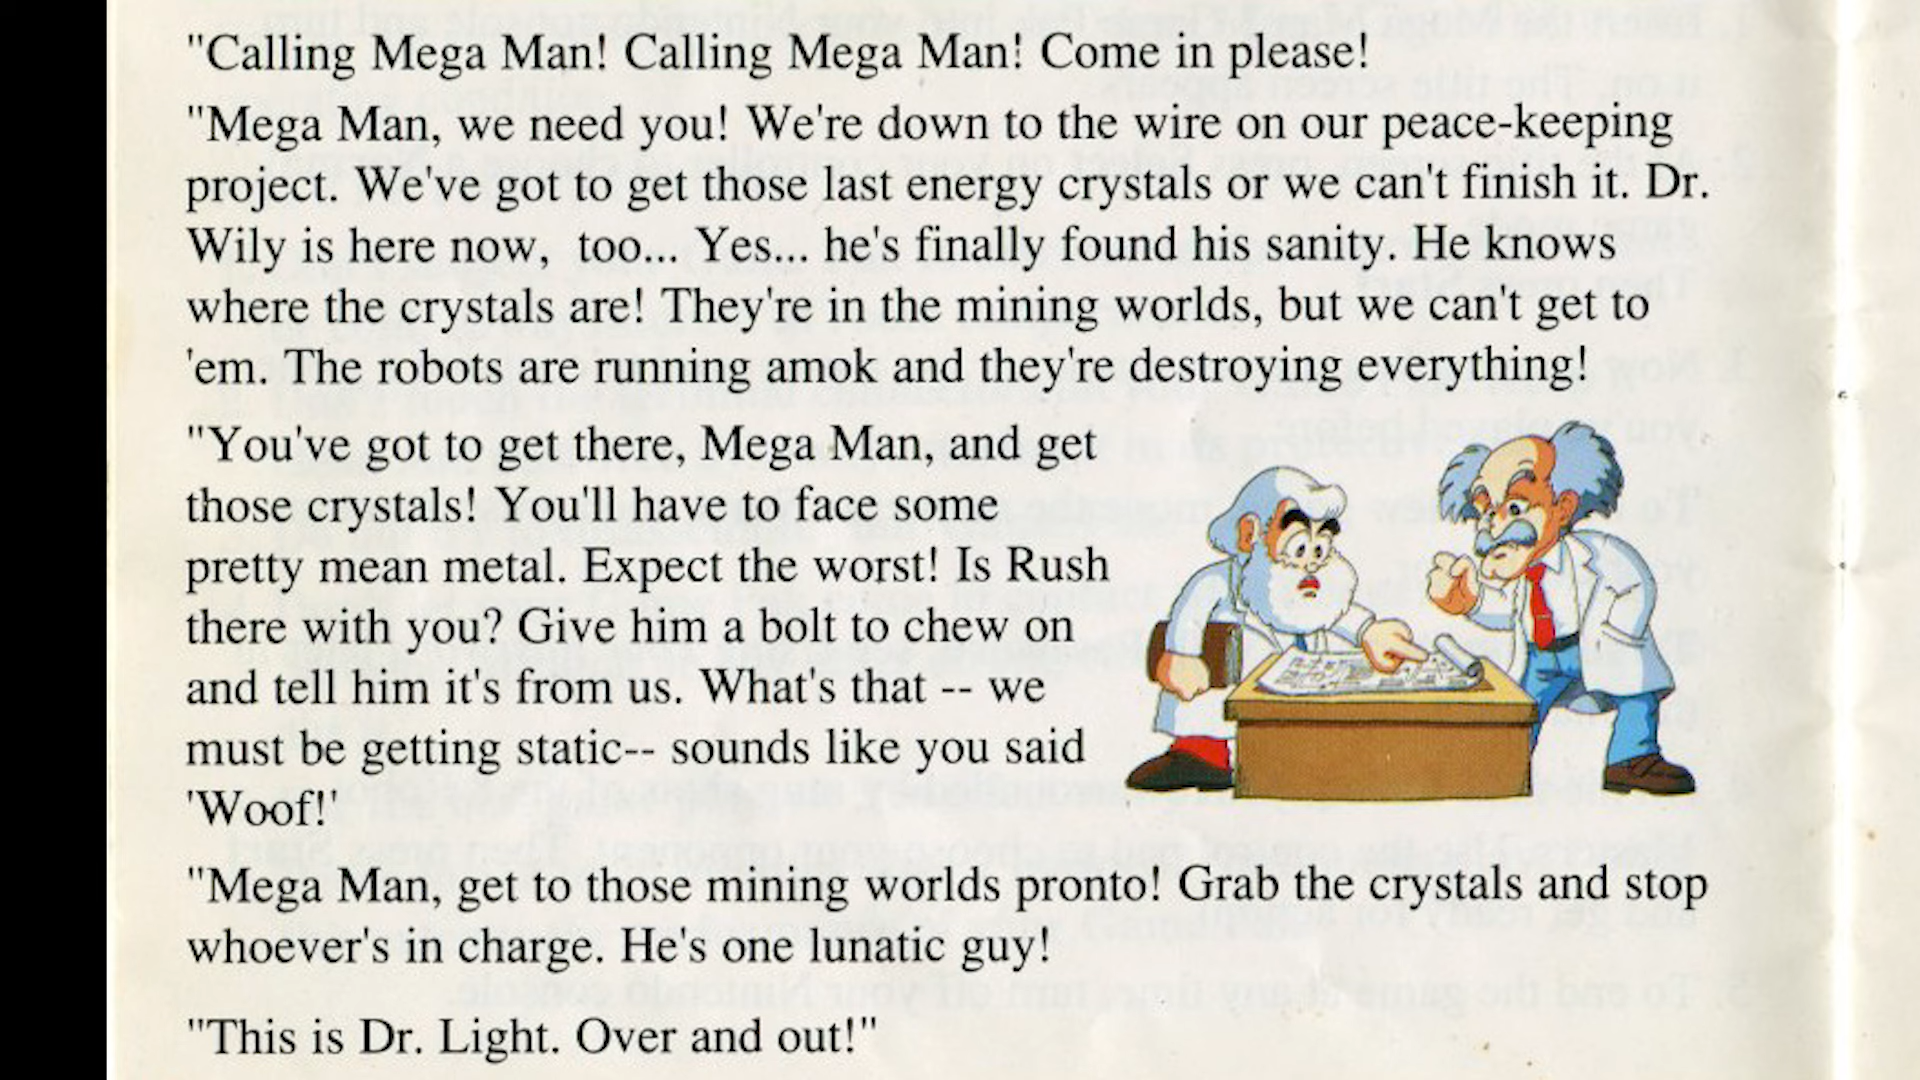 "Calling Mega Man! Calling Mega Man! Come in please!
"Mega Man, we need you! We're down to the wire on our peace-keeping
project. We've got to get those last energy crystals or we can't finish it. Dr.
Wily is here now,  too... Yes... he's finally found his sanity. He knows
where the crystals are! They're in the mining worlds, but we can't get to
'em. The robots are running amok and they're destroying everything!
"You've got to get there, Mega Man, and get
those crystals! You'll have to face some
pretty mean metal. Expect the worst! Is Rush
there with you? Give him a bolt to chew on
and tell him it's from us. What's that -- we
must be getting static-- sounds like you said
'Woof!'
"Mega Man, get to those mining worlds pronto! Grab the crystals and stop
whoever's in charge. He's one lunatic guy!
"This is Dr. Light. Over and out!"